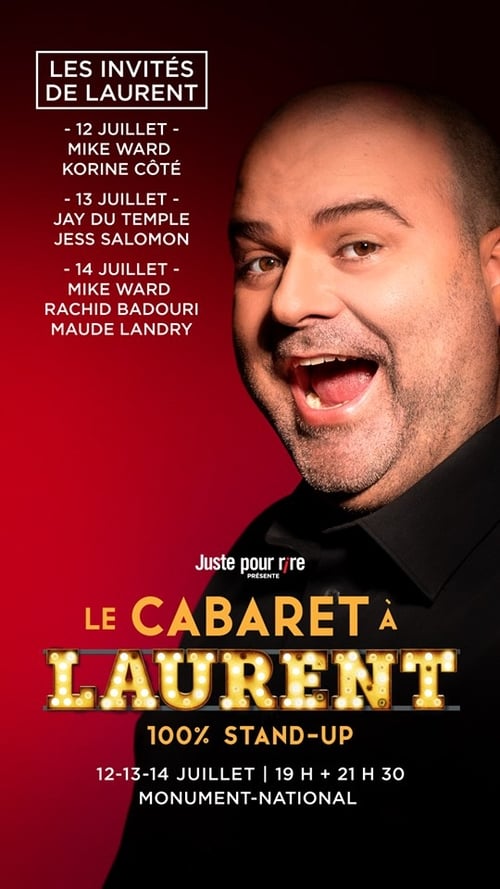 LES INVITÉS
DE LAURENT
- 12 JUILLET -
MIKE WARD
KORINE CÔTÉ
- 13 JUILLET -
JAY DU TEMPLE
JESS SALOMON
- 14 JUILLET -
MIKE WARD
RACHID BADOURI
MAUDE LANDRY
Juste pour rire
PRÉSENTE
LE CABARET À
LAURENT
100% STAND-UP
12-13-14 JUILLET | 19 H + 21 H 30
MONUMENT-NATIONAL